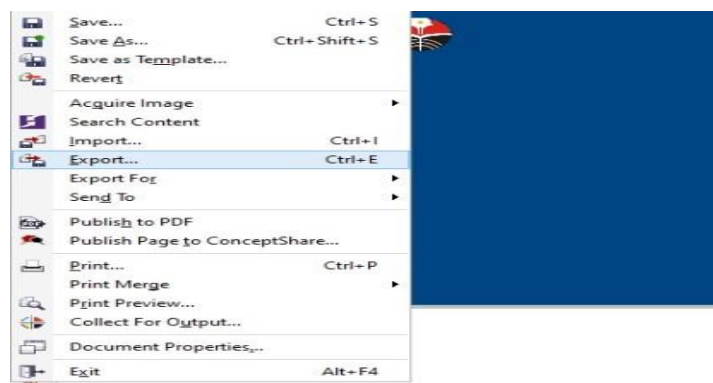 Save... Ctrl+S
Save As... Ctrl+Shift+S
Save as Template...
Revert
Acquire Image
Search Content
Import... Ctrl+I
Export... Ctrl+E
Export For
Send To
Publish to PDF
Publish Page to ConceptShare...
Print... Ctrl+P
Print Merge
Print Preview...
Collect For Output...
Document Properties...
Exit Alt+F4